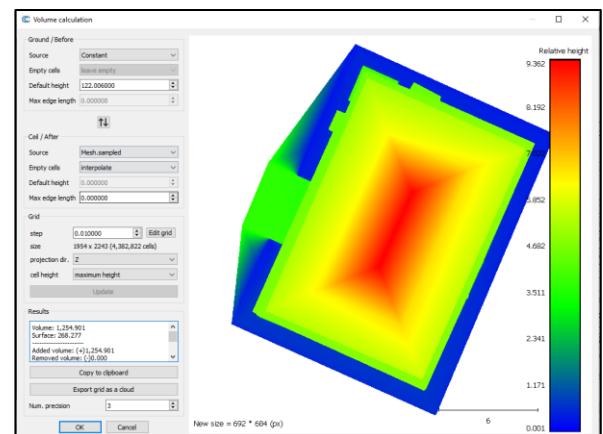 Volume calculation
Ground / Before
Source Constant
Empty cells leave empty
Default height 122.006000
Max edge length 0.000000
Ceil / After
Source Mesh.sampled
Empty cells interpolate
Default height 0.000000
Max edge length 0.000000
Grid
step 0.010000 Edit grid
size 1954 x 2243 (4,382,822 cells)
projection dir. Z
cell height maximum height
Update
Results
Volume: 1,254.901
Surface: 268.277
----------------------
Added volume: (+)1,254.901
Removed volume: (-)0.000
Copy to clipboard
Export grid as a cloud
Num. precision 3
OK Cancel
New size = 692 * 684 (px)
Relative height
9.362
8.192
5.852
4.682
3.511
2.341
1.171
0.001
6